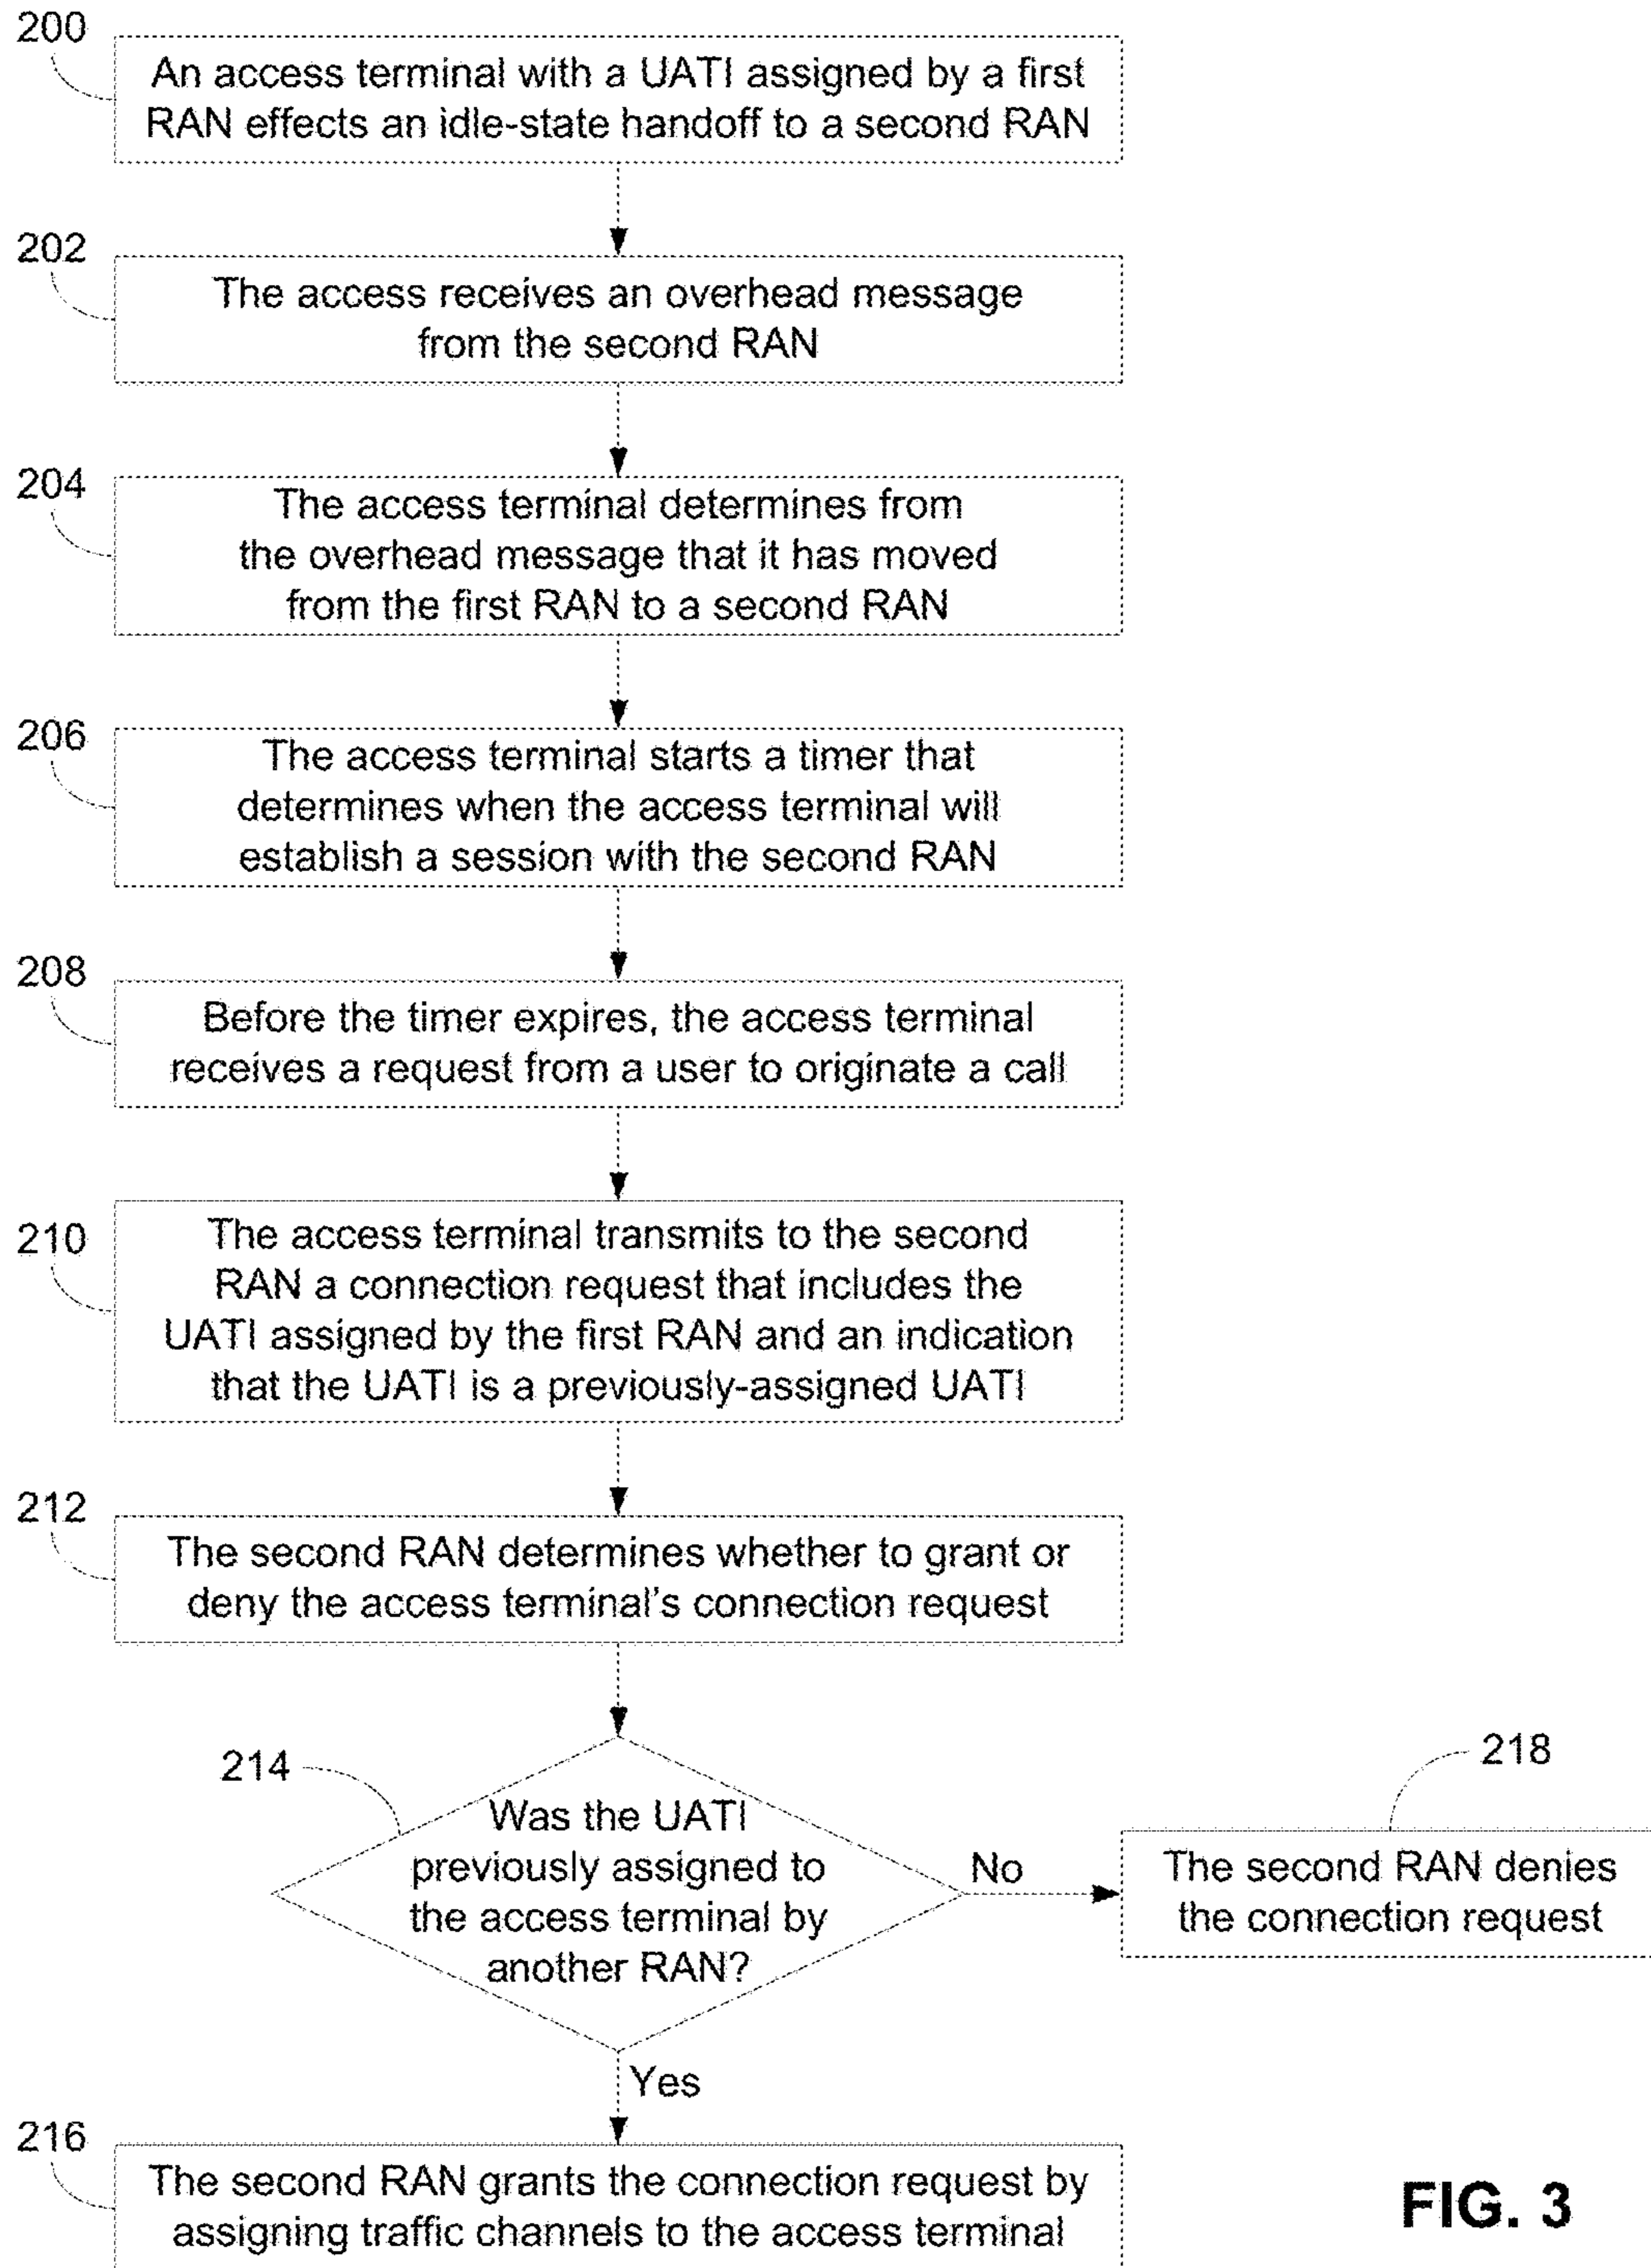 200
An access terminal with a UATI assigned by a first
RAN effects an idle-state handoff to a second RAN
202
The access receives an overhead message
from the second RAN
204
The access terminal determines from
the overhead message that it has moved
from the first RAN to a second RAN
206
The access terminal starts a timer that
determines when the access terminal will
establish a session with the second RAN
208
Before the timer expires, the access terminal
receives a request from a user to originate a call
210
The access terminal transmits to the second
RAN a connection request that includes the
UATI assigned by the first RAN and an indication
that the UATI is a previously-assigned UATI
212
The second RAN determines whether to grant or
deny the access terminal's connection request
214
Was the UATI
previously assigned to
the access terminal by
another RAN?
No
218
The second RAN denies
the connection request
Yes
216
The second RAN grants the connection request by
assigning traffic channels to the access terminal
FIG. 3